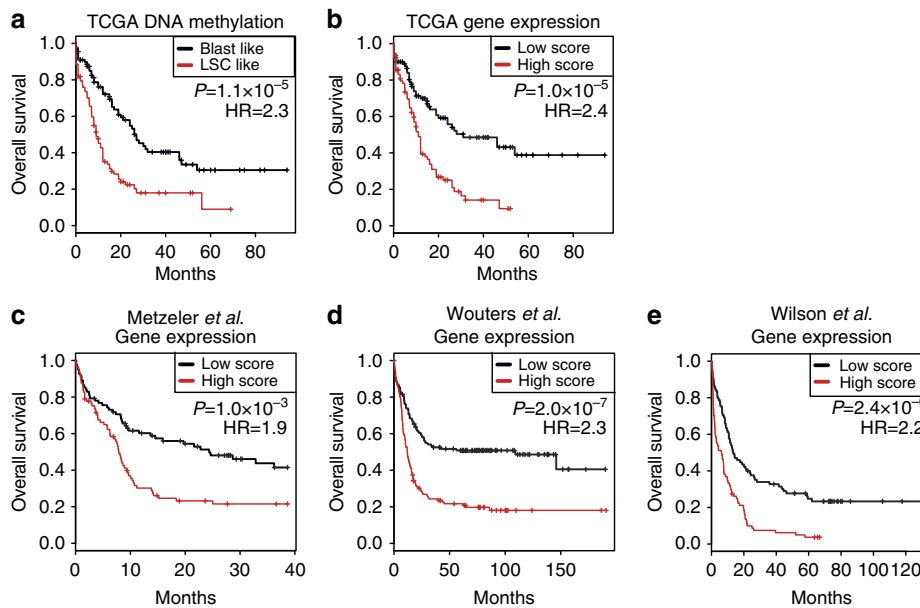 a
TCGA DNA methylation
Overall survival
1.0
0.8
0.6
0.4
0.2
0.0
Blast like
LSC like
P=1.1×10⁻⁵
HR=2.3
0 20 40 60 80
Months
b
TCGA gene expression
Overall survival
1.0
0.8
0.6
0.4
0.2
0.0
Low score
High score
P=1.0×10⁻⁵
HR=2.4
0 20 40 60 80
Months
c
Metzeler et al.
Gene expression
Overall survival
1.0
0.8
0.6
0.4
0.2
0.0
Low score
High score
P=1.0×10⁻³
HR=1.9
0 10 20 30 40
Months
d
Wouters et al.
Gene expression
Overall survival
1.0
0.8
0.6
0.4
0.2
0.0
Low score
High score
P=2.0×10⁻⁷
HR=2.3
0 50 100 150
Months
e
Wilson et al.
Gene expression
Overall survival
1.0
0.8
0.6
0.4
0.2
0.0
Low score
High score
P=2.4×10⁻
HR=2.2
0 20 40 60 80 120
Months